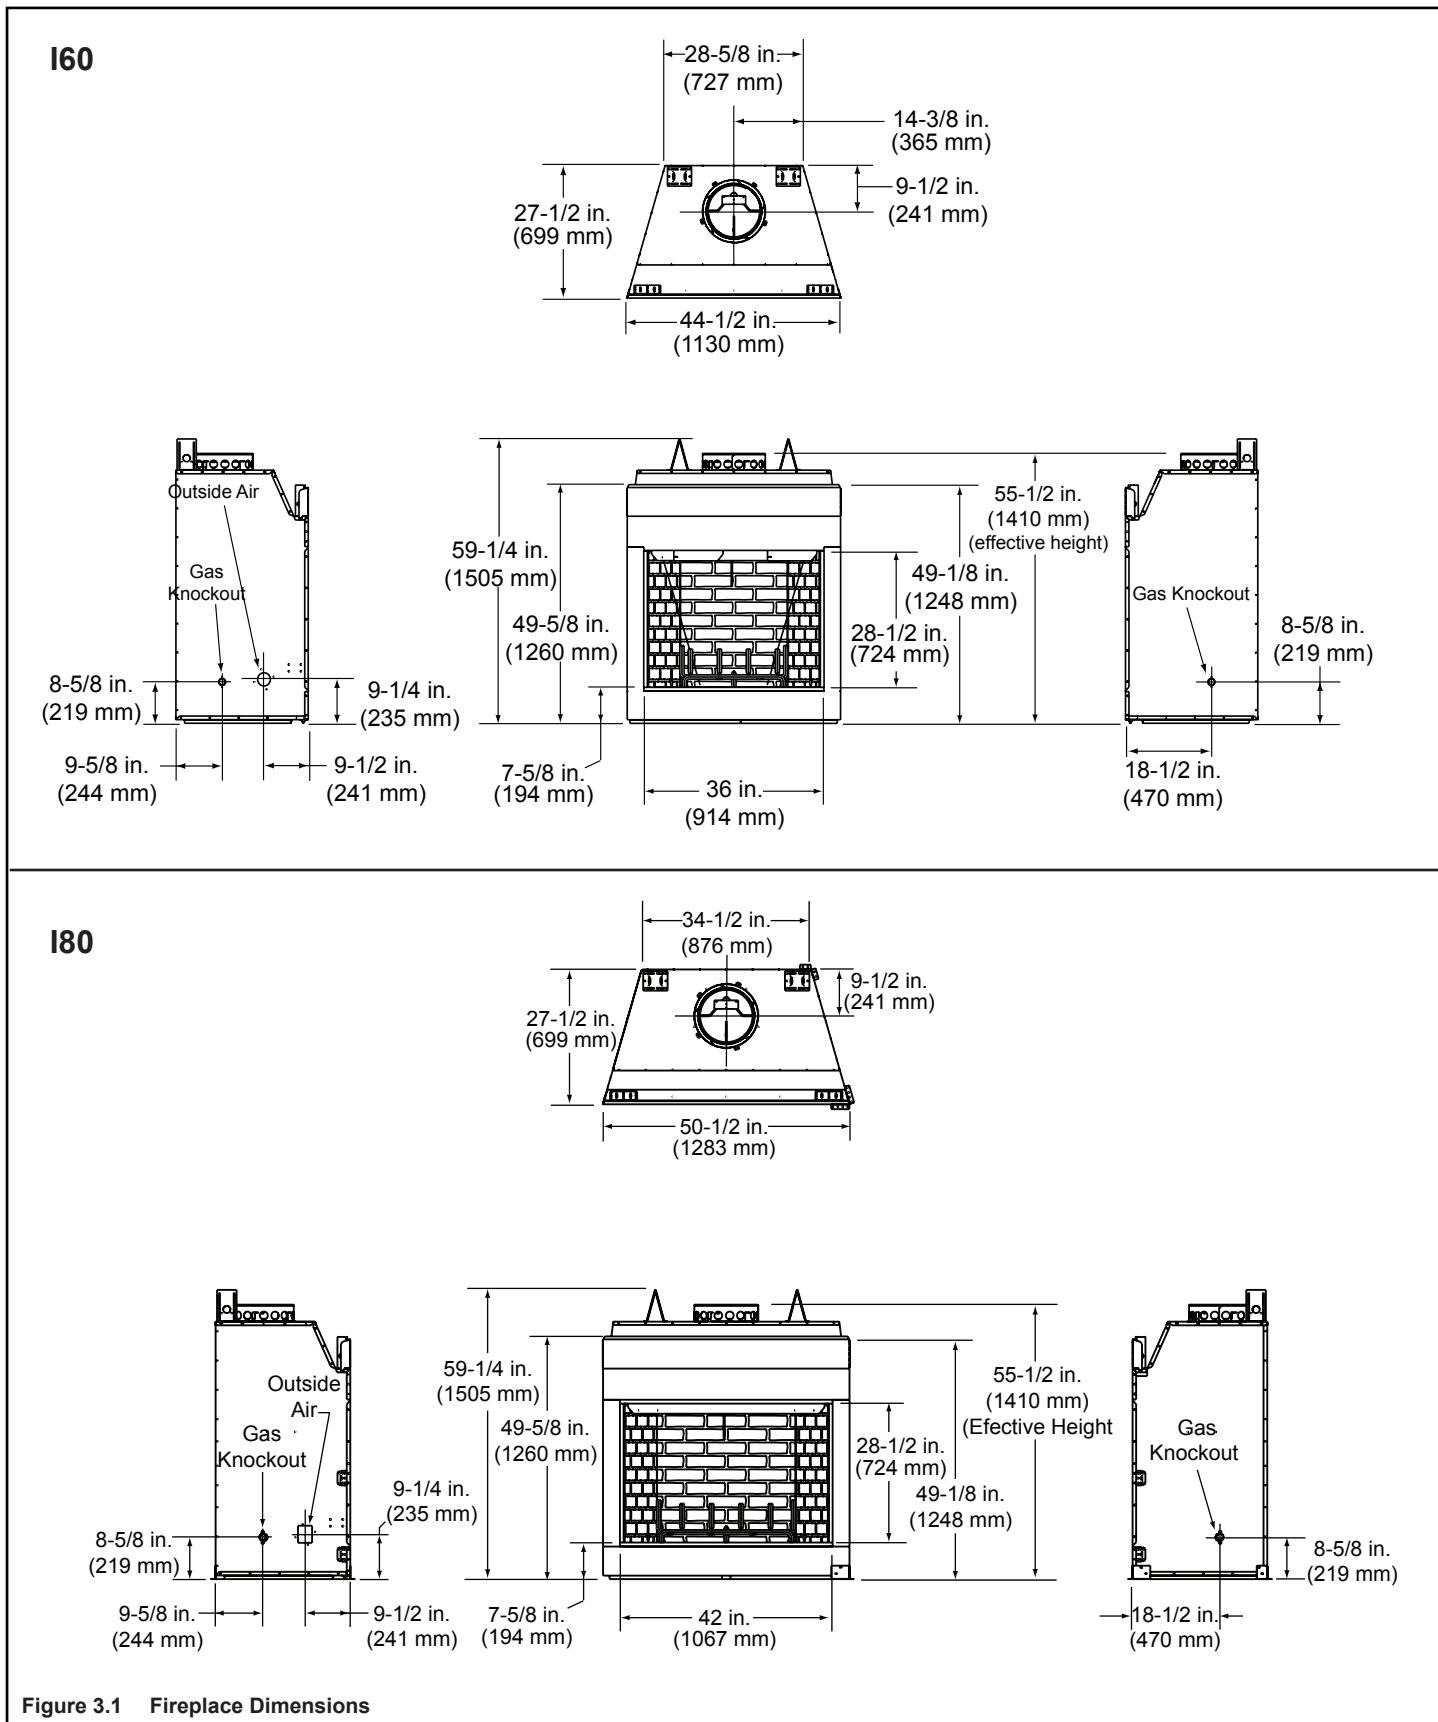 I60
28-5/8 in.
(727 mm)
14-3/8 in.
(365 mm)
9-1/2 in.
(241 mm)
27-1/2 in.
(699 mm)
44-1/2 in.
(1130 mm)
Outside Air
Gas
Knockout
8-5/8 in.
(219 mm)
9-1/4 in.
(235 mm)
9-5/8 in.
(244 mm)
9-1/2 in.
(241 mm)
59-1/4 in.
(1505 mm)
49-5/8 in.
(1260 mm)
7-5/8 in.
(194 mm)
36 in.
(914 mm)
28-1/2 in.
(724 mm)
49-1/8 in.
(1248 mm)
55-1/2 in.
(1410 mm)
(effective height)
Gas Knockout
8-5/8 in.
(219 mm)
18-1/2 in.
(470 mm)
I80
34-1/2 in.
(876 mm)
9-1/2 in.
(241 mm)
27-1/2 in.
(699 mm)
50-1/2 in.
(1283 mm)
Outside
Air
Gas
Knockout
8-5/8 in.
(219 mm)
9-1/4 in.
(235 mm)
9-5/8 in.
(244 mm)
9-1/2 in.
(241 mm)
59-1/4 in.
(1505 mm)
49-5/8 in.
(1260 mm)
7-5/8 in.
(194 mm)
42 in.
(1067 mm)
28-1/2 in.
(724 mm)
49-1/8 in.
(1248 mm)
55-1/2 in.
(1410 mm)
(Efective Height
Gas
Knockout
8-5/8 in.
(219 mm)
18-1/2 in.
(470 mm)
Figure 3.1 Fireplace Dimensions